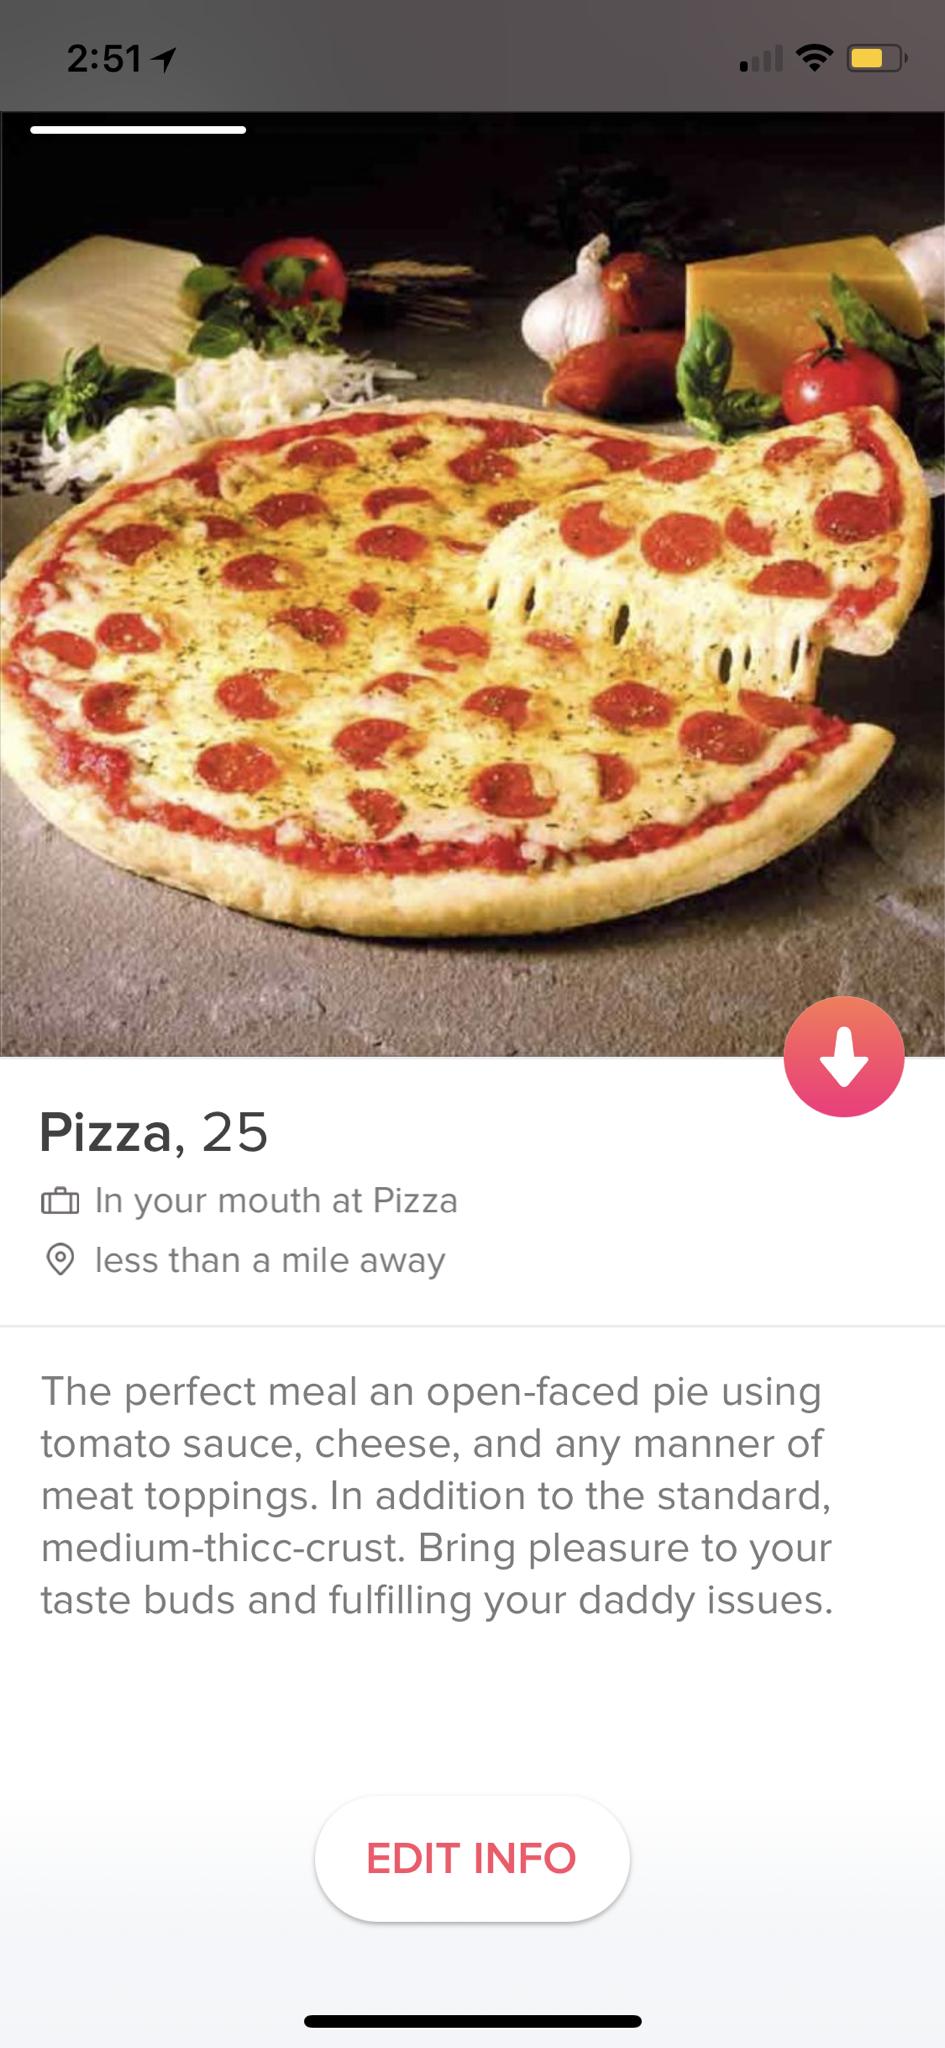 2:51
Pizza, 25
In your mouth at Pizza
less than a mile away
The perfect meal an open-faced pie using
tomato sauce, cheese, and any manner of
meat toppings. In addition to the standard,
medium-thicc-crust. Bring pleasure to your
taste buds and fulfilling your daddy issues.
EDIT INFO